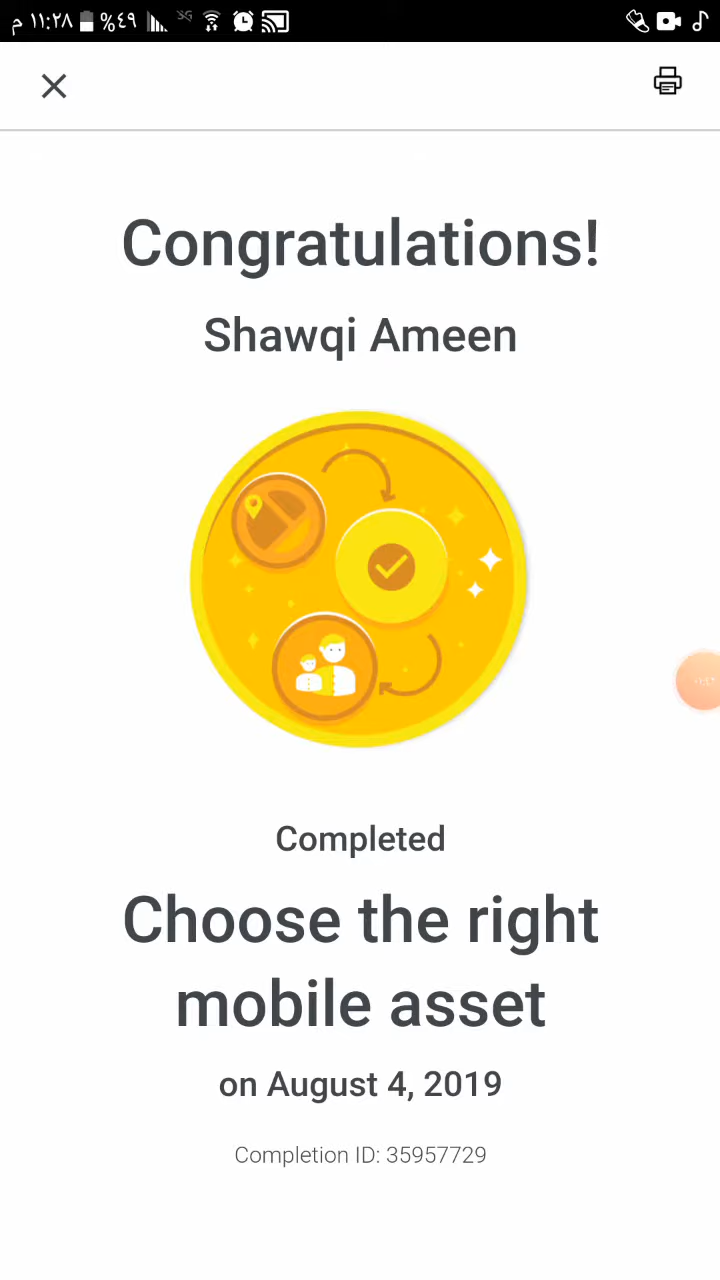 م ١١:٢٨ %٤٩ 3G
Congratulations!
Shawqi Ameen
Completed
Choose the right
mobile asset
on August 4, 2019
Completion ID: 35957729